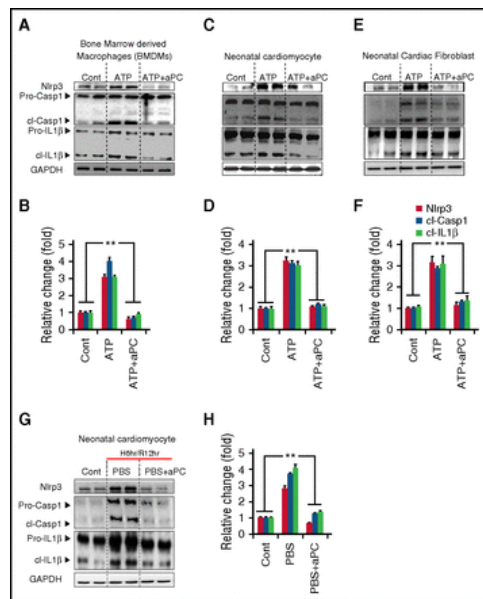 A
Bone Marrow derived
Macrophages (BMDMs)
Cont ATP ATP+aPC
Nlrp3
Pro-Casp1
cl-Casp1
Pro-IL1β
cl-IL1β
GAPDH
C
Neonatal cardiomyocyte
Cont ATP ATP+aPC
E
Neonatal Cardiac Fibroblast
Cont ATP ATP+aPC
B
Relative change (fold)
5
4
3
2
1
0
**
Cont
ATP
ATP+aPC
D
Relative change (fold)
5
4
3
2
1
0
**
Cont
ATP
ATP+aPC
F
Nlrp3
cl-Casp1
cl-IL1β
Relative change (fold)
5
4
3
2
1
0
**
Cont
ATP
ATP+aPC
G
Neonatal cardiomyocyte
H6hr/R12hr
Cont PBS PBS+aPC
Nlrp3
Pro-Casp1
cl-Casp1
Pro-IL1β
cl-IL1β
GAPDH
H
Relative change (fold)
5
4
3
2
1
0
**
Cont
PBS
PBS+aPC